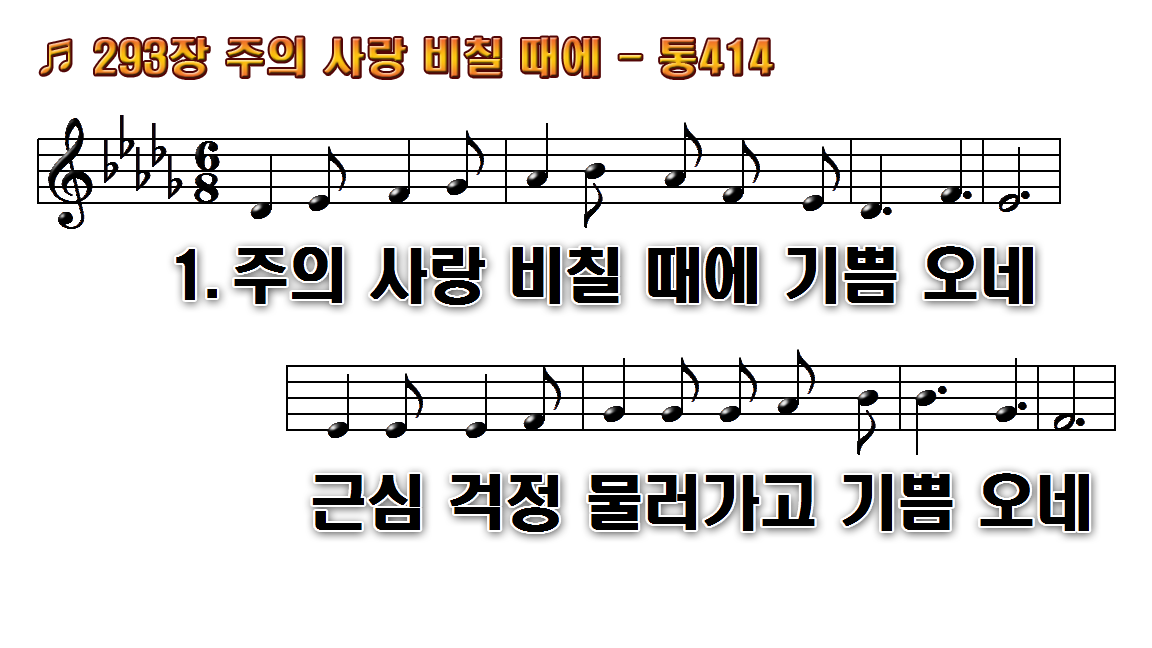 ♬ 293장 주의 사랑 비칠 때에 - 통414
6
8
1. 주의 사랑 비칠 때에 기쁨 오네
근심 걱정 물러가고 기쁨 오네